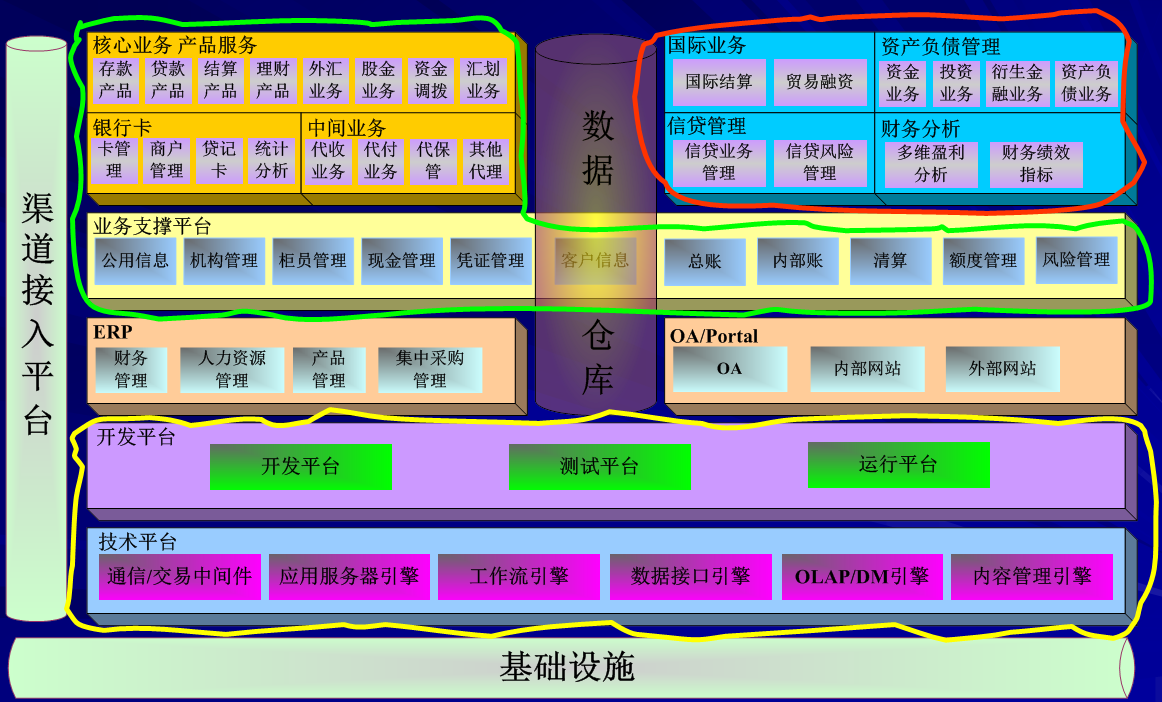 渠道接入平台
核心业务 产品服务
存款
产品
贷款
产品
结算
产品
理财
产品
外汇
业务
股金
业务
资金
调拨
汇划
业务
银行卡
卡管
理
商户
管理
贷记
卡
统计
分析
中间业务
代收
业务
代付
业务
代保
管
其他
代理
数据
仓库
国际业务
国际结算
贸易融资
资产负债管理
资金
业务
投资
业务
衍生金
融业务
资产负
债业务
信贷管理
信贷业务
管理
信贷风险
管理
财务分析
多维盈利
分析
财务绩效
指标
业务支撑平台
公用信息
机构管理
柜员管理
现金管理
凭证管理
客户信息
总账
内部账
清算
额度管理
风险管理
ERP
财务
管理
人力资源
管理
产品
管理
集中采购
管理
OA/Portal
OA
内部网站
外部网站
开发平台
开发平台
测试平台
运行平台
技术平台
通信/交易中间件
应用服务器引擎
工作流引擎
数据接口引擎
OLAP/DM引擎
内容管理引擎
基础设施